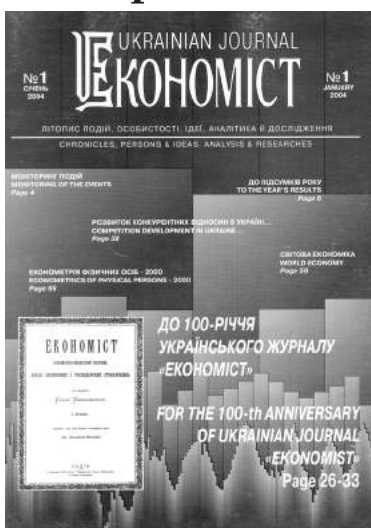 UKRAINIAN JOURNAL
ЕКОНОМІСТ
№1
СІЧЕНЬ
2004
№1
JANUARY
2004
ЛІТОПИС ПОДІЙ, ОСОБИСТОСТІ, ІДЕЇ, АНАЛІТИКА Й ДОСЛІДЖЕННЯ
CHRONICLES, PERSONS & IDEAS, ANALYSIS & RESEARCHES
МОНІТОРИНГ ПОДІЙ
MONITORING OF THE EVENTS
Page 4
ДО ПІДСУМКІВ РОКУ
TO THE YEAR'S RESULTS
Page 6
РОЗВИТОК КОНКУРЕНТНИХ ВІДНОСИН В УКРАЇНІ...
COMPETITION DEVELOPMENT IN UKRAINE...
Page 38
СВІТОВА ЕКОНОМІКА
WORLD ECONOMY
Page 59
ЕКОНОМЕТРІЯ ФІЗИЧНИХ ОСІБ - 2000
ECONOMETRICS OF PHYSICAL PERSONS - 2000
Page 65
ЕКОНОМІСТ
ДО 100-РІЧЧЯ
УКРАЇНСЬКОГО ЖУРНАЛУ
«ЕКОНОМІСТ»
FOR THE 100-th ANNIVERSARY
OF UKRAINIAN JOURNAL
«EKONOMIST»
Page 26-33